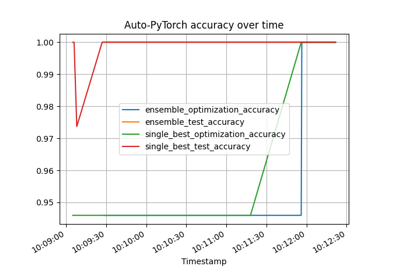 Auto-PyTorch accuracy over time
1.00
0.99
0.98
0.97
0.96
0.95
ensemble_optimization_accuracy
ensemble_test_accuracy
single_best_optimization_accuracy
single_best_test_accuracy
10:09:00
10:09:30
10:10:00
10:10:30
10:11:00
10:11:30
10:12:00
10:12:30
Timestamp